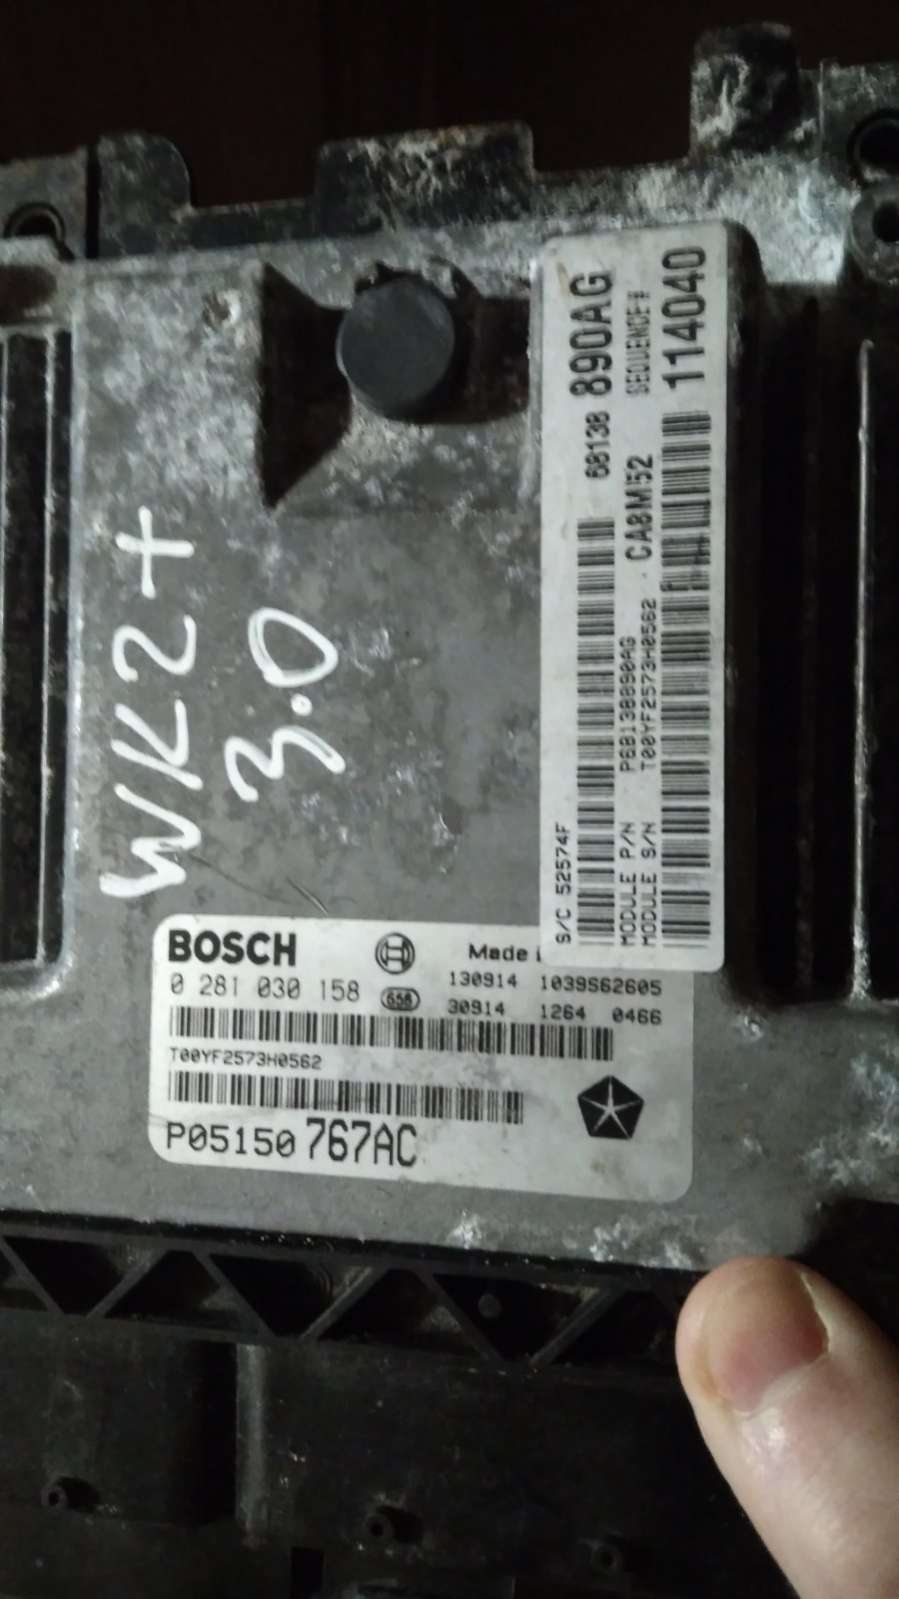 WK2+
3.0
68138 890AG
SEQUENCE#
CA8M52 114040
S/C 52574F
MODULE P/N P68138890AG
MODULE S/N T00YF2573H0562
BOSCH
Made
0 281 030 158
130914 1039S62605
656 30914 1264 0466
T00YF2573H0562
P05150 767AC